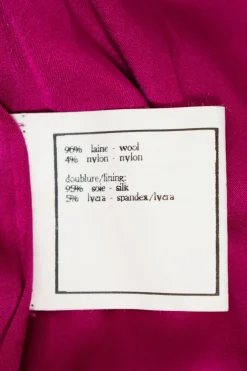 96% laine - wool
4% nylon - nylon
doublure/lining:
95% soie - silk
5% lycra - spandex/lycra